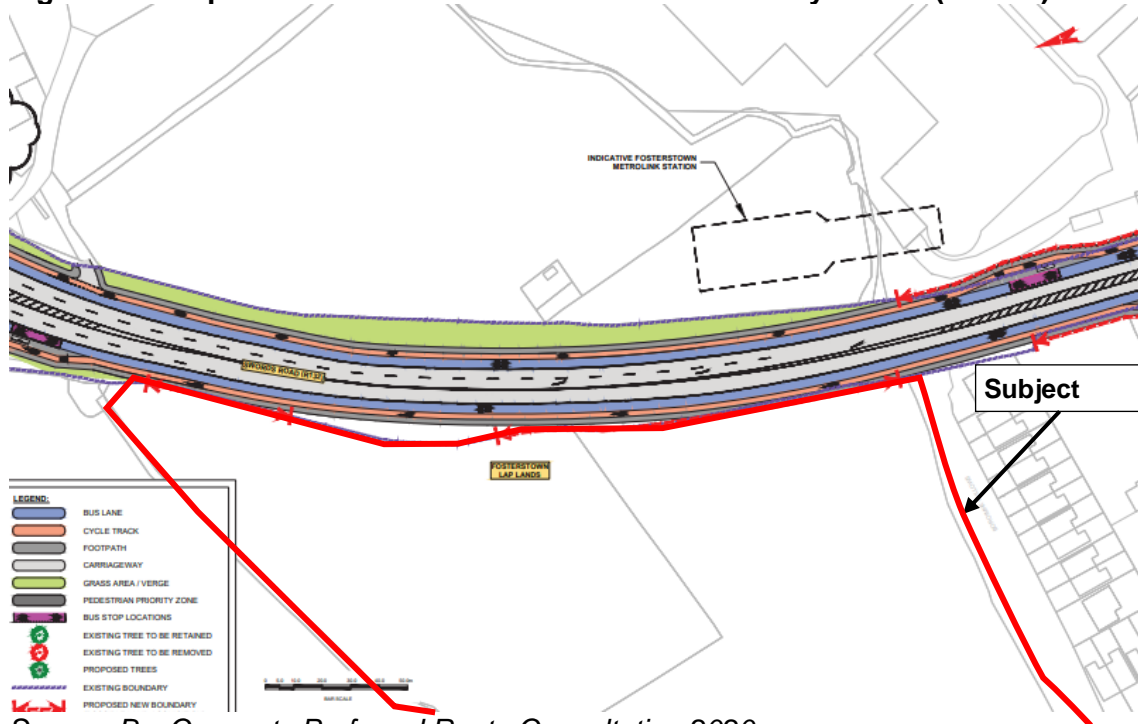 INDICATIVE FOSTERSTOWN
METROLINK STATION
SWORDS ROAD (R132)
Subject
FOSTERSTOWN
LAP LANDS
LEGEND:
BUS LANE
CYCLE TRACK
FOOTPATH
CARRIAGEWAY
GRASS AREA / VERGE
PEDESTRIAN PRIORITY ZONE
BUS STOP LOCATIONS
EXISTING TREE TO BE RETAINED
EXISTING TREE TO BE REMOVED
PROPOSED TREES
EXISTING BOUNDARY
PROPOSED NEW BOUNDARY
BAR SCALE